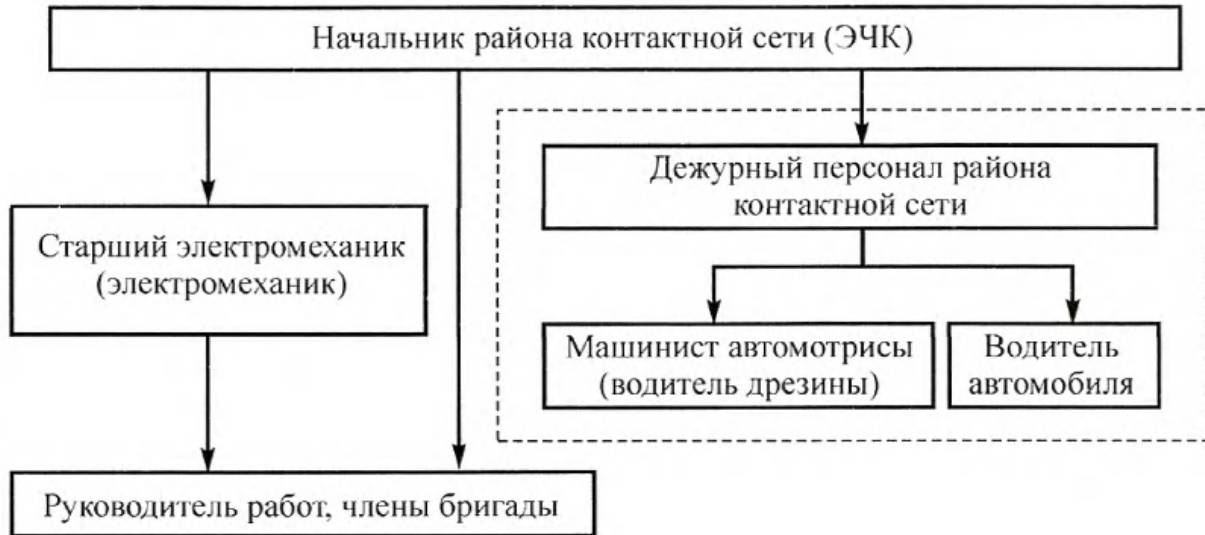 Начальник района контактной сети (ЭЧК)
Дежурный персонал района
контактной сети
Старший электромеханик
(электромеханик)
Машинист автомотрисы
(водитель дрезины)
Водитель
автомобиля
Руководитель работ, члены бригады